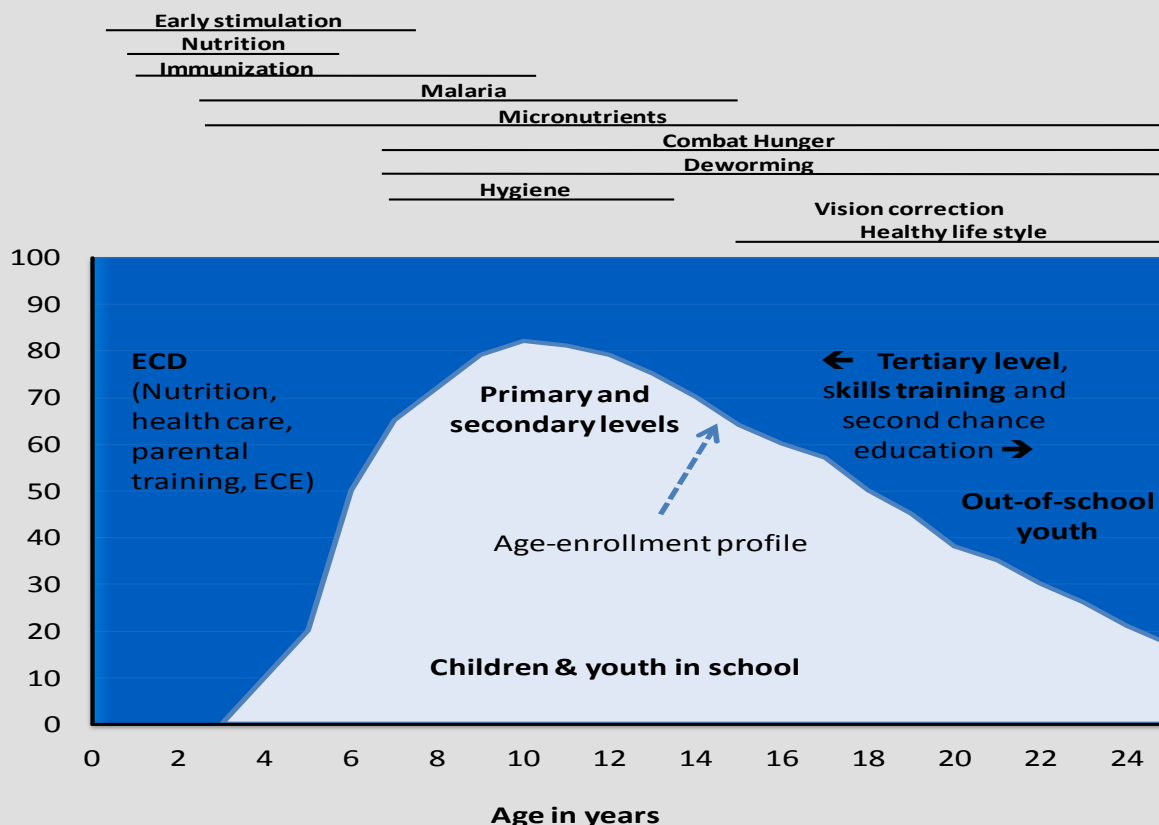 Early stimulation
Nutrition
Immunization
Malaria
Micronutrients
Combat Hunger
Deworming
Hygiene
Vision correction
Healthy life style
100
90
80
70
60
50
40
30
20
10
0
ECD
(Nutrition,
health care,
parental
training, ECE)
Primary and
secondary levels
← Tertiary level,
skills training and
second chance
education →
Out-of-school
youth
Age-enrollment profile
Children & youth in school
0 2 4 6 8 10 12 14 16 18 20 22 24
Age in years